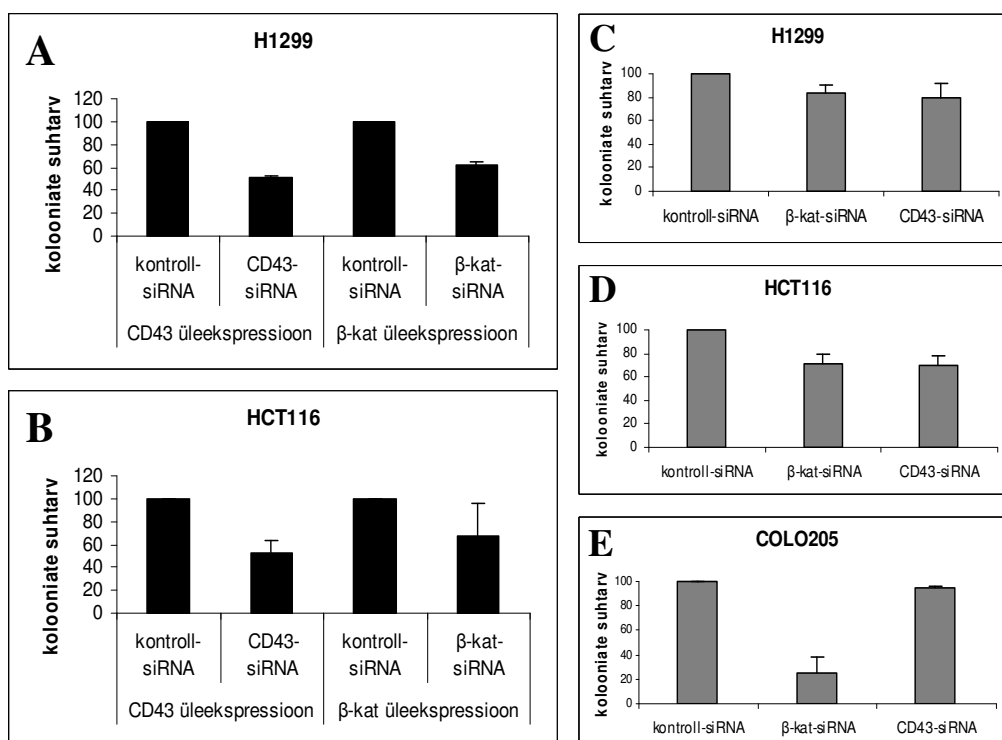 A
H1299
kolooniate suhtarv
120
100
80
60
40
20
0
kontroll-
siRNA
CD43-
siRNA
kontroll-
siRNA
β-kat-
siRNA
CD43 üleekspressioon
β-kat üleekspressioon
B
HCT116
kolooniate suhtarv
120
100
80
60
40
20
0
kontroll-
siRNA
CD43-
siRNA
kontroll-
siRNA
β-kat-
siRNA
CD43 üleekspressioon
β-kat üleekspressioon
C
H1299
kolooniate suhtarv
100
80
60
40
20
0
kontroll-siRNA
β-kat-siRNA
CD43-siRNA
D
HCT116
kolooniate suhtarv
100
80
60
40
20
0
kontroll-siRNA
β-kat-siRNA
CD43-siRNA
E
COLO205
kolooniate suhtarv
100
80
60
40
20
0
kontroll-siRNA
β-kat-siRNA
CD43-siRNA